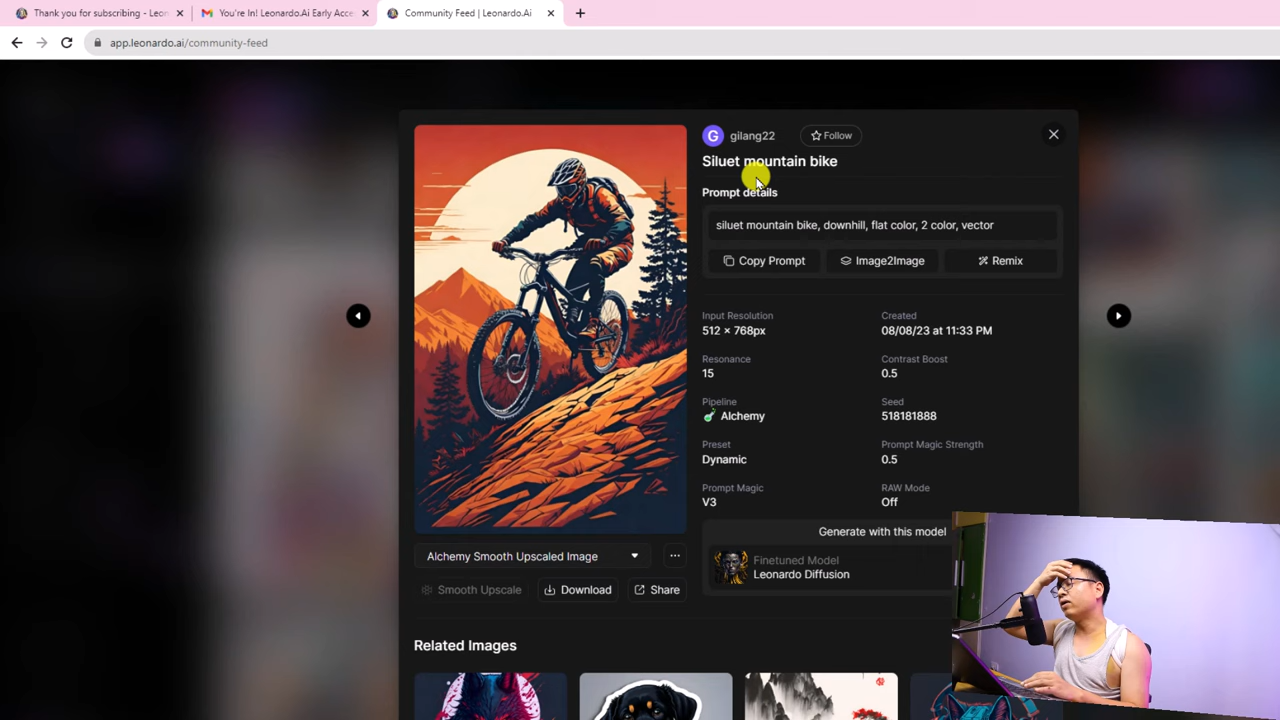 Thank you for subscribing - Leon
You're In! Leonardo.Ai Early Acce
Community Feed | Leonardo.Ai
app.leonardo.ai/community-feed
G gilang22
Follow
Siluet mountain bike
Prompt details
siluet mountain bike, downhill, flat color, 2 color, vector
Copy Prompt
Image2Image
Remix
Input Resolution
512 × 768px
Created
08/08/23 at 11:33 PM
Resonance
15
Contrast Boost
0.5
Pipeline
Alchemy
Seed
518181888
Preset
Dynamic
Prompt Magic Strength
0.5
Prompt Magic
V3
RAW Mode
Off
Generate with this model
Finetuned Model
Leonardo Diffusion
Alchemy Smooth Upscaled Image
Smooth Upscale
Download
Share
Related Images